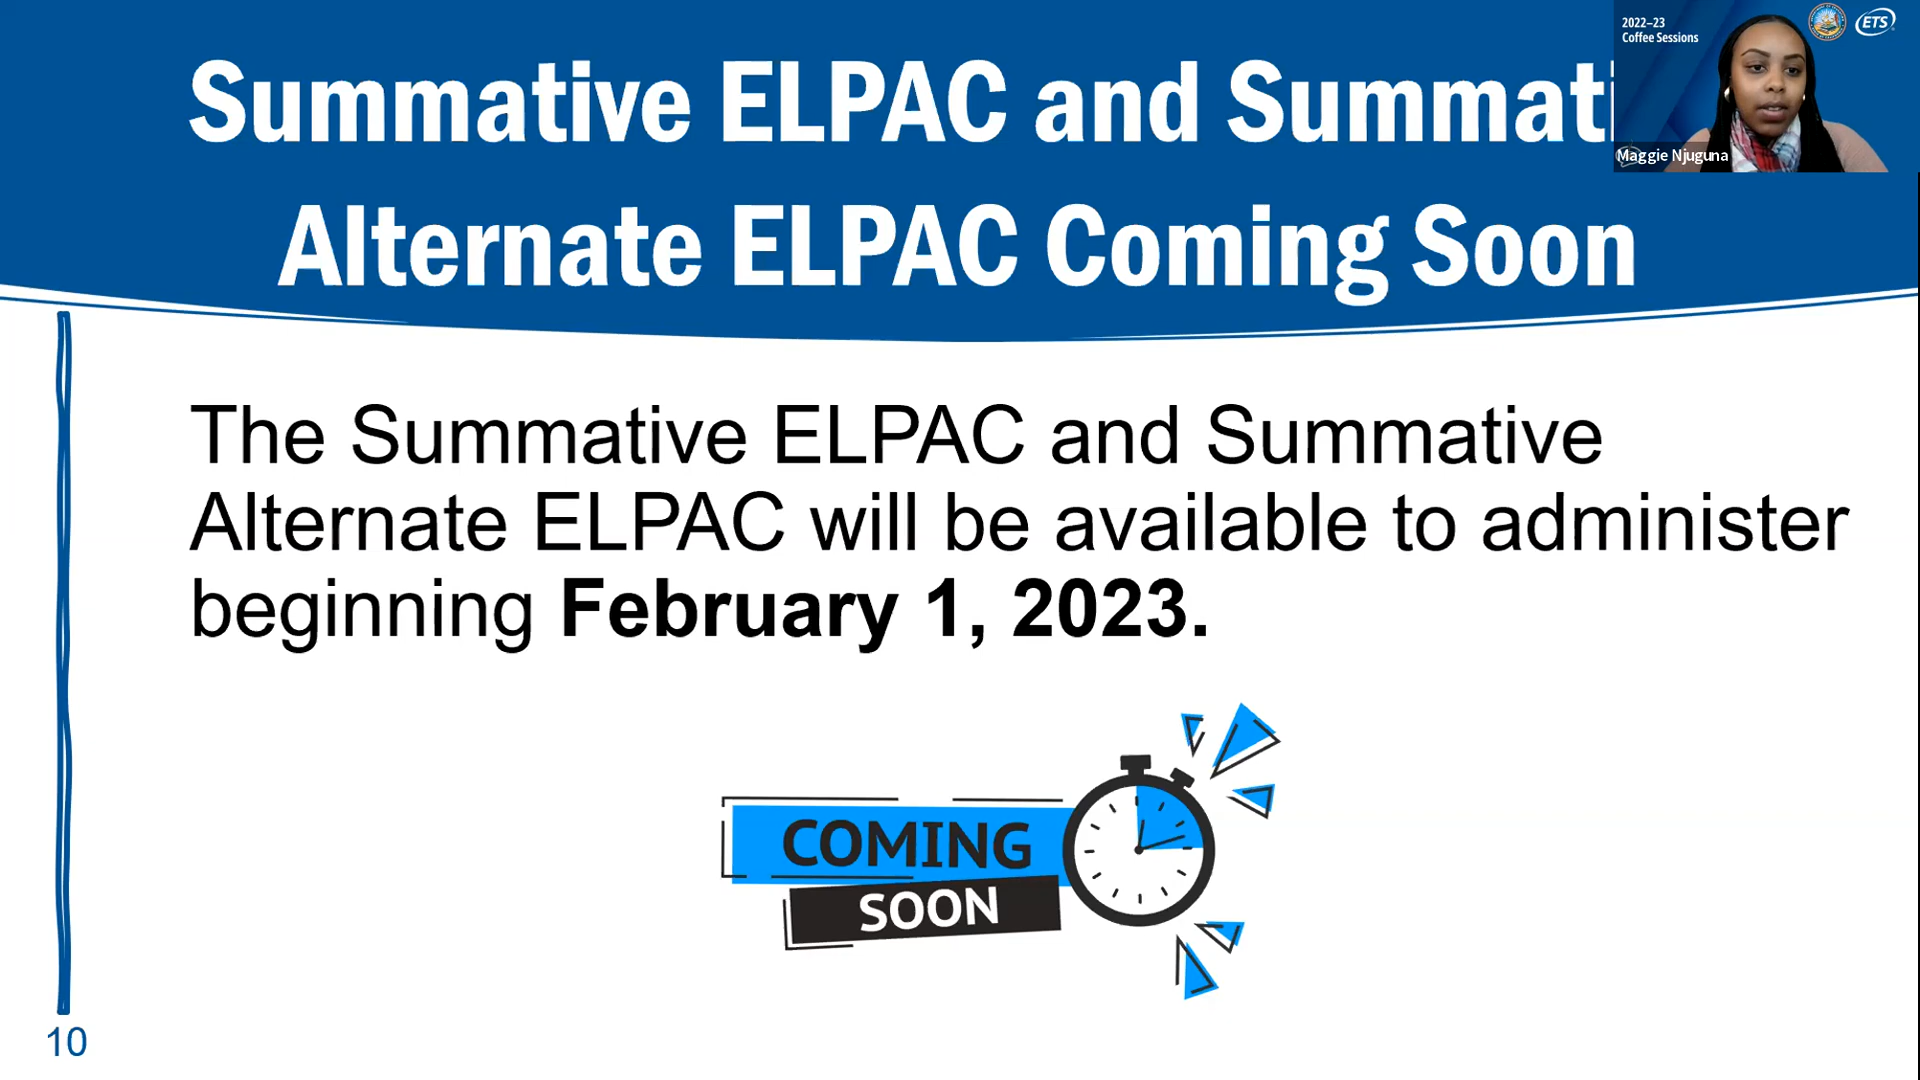 Summative ELPAC and Summati
Alternate ELPAC Coming Soon
2022–23
Coffee Sessions
ETS
Maggie Njuguna
The Summative ELPAC and Summative
Alternate ELPAC will be available to administer
beginning February 1, 2023.
COMING
SOON
10